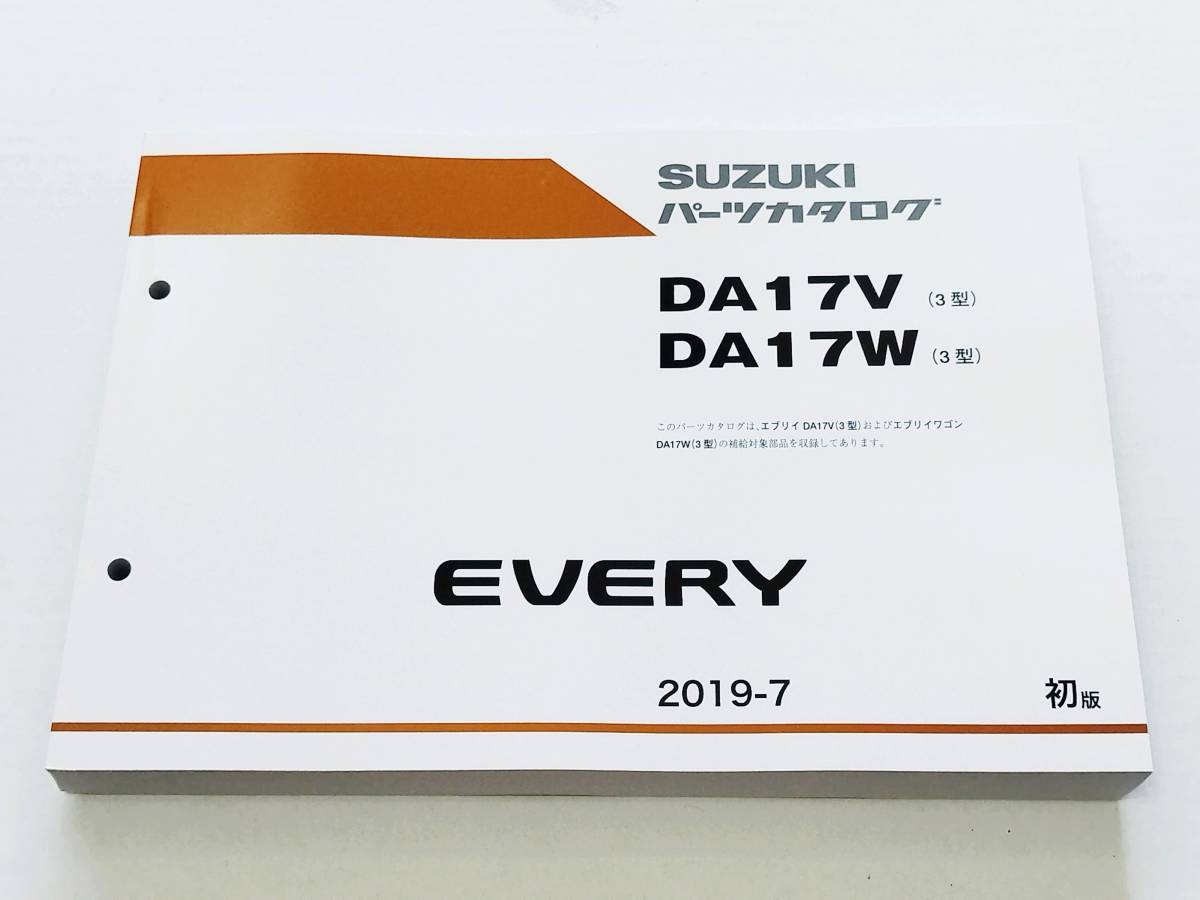 SUZUKI
パーツカタログ
DA17V（3型）
DA17W（3型）
このパーツカタログは、エブリイ DA17V（3型）およびエブリイワゴン
DA17W（3型）の補給対象部品を収録してあります。
EVERY
2019-7 初版